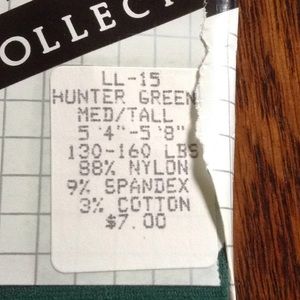 OLLECT
LL-15
HUNTER GREEN
MED/TALL
5'4"-5'8"
130-160 LBS
88% NYLON
9% SPANDEX
3% COTTON
$7.00